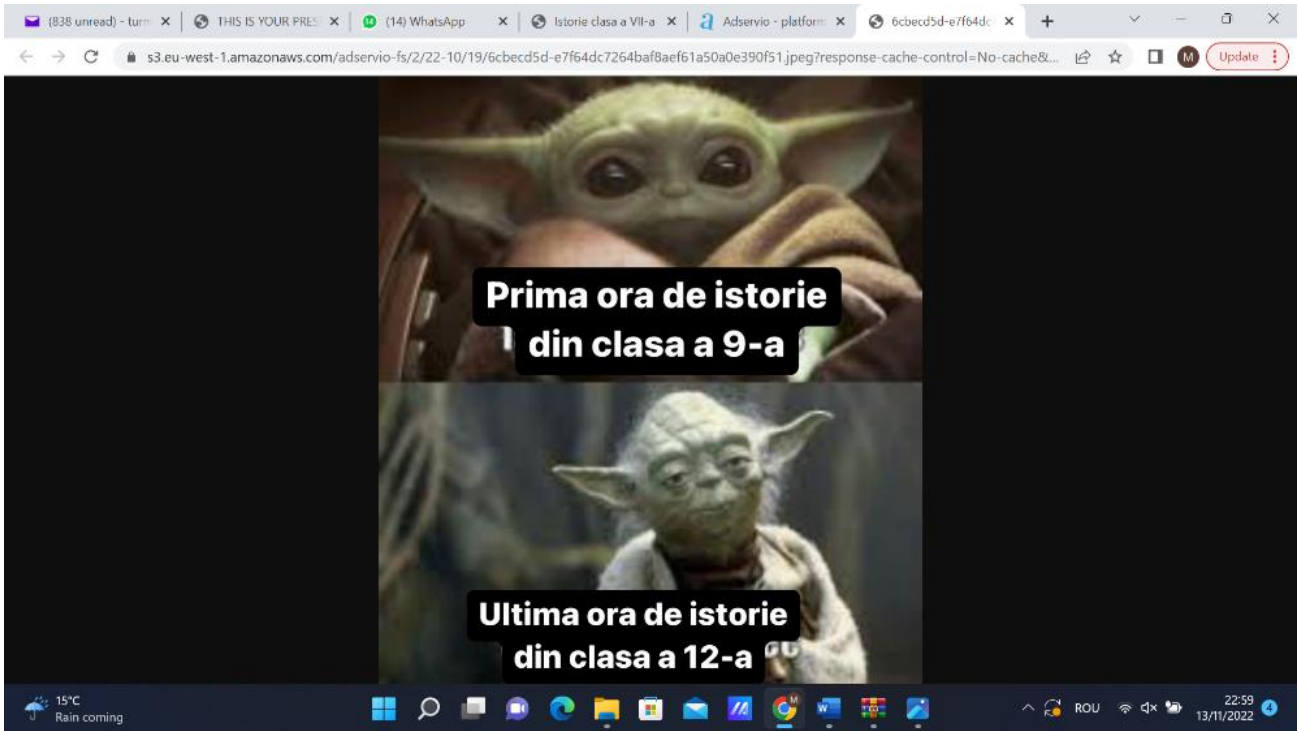 (838 unread) - turn
THIS IS YOUR PRES
(14) WhatsApp
Istorie clasa a VII-a
Adservio - platform
6cbecd5d-e7f64dc
s3.eu-west-1.amazonaws.com/adservio-fs/2/22-10/19/6cbecd5d-e7f64dc7264baf8aef61a50a0e390f51.jpeg?response-cache-control=No-cache&...
M
Update
Prima ora de istorie
din clasa a 9-a
Ultima ora de istorie
din clasa a 12-a
15°C
Rain coming
ROU
22:59
13/11/2022
4